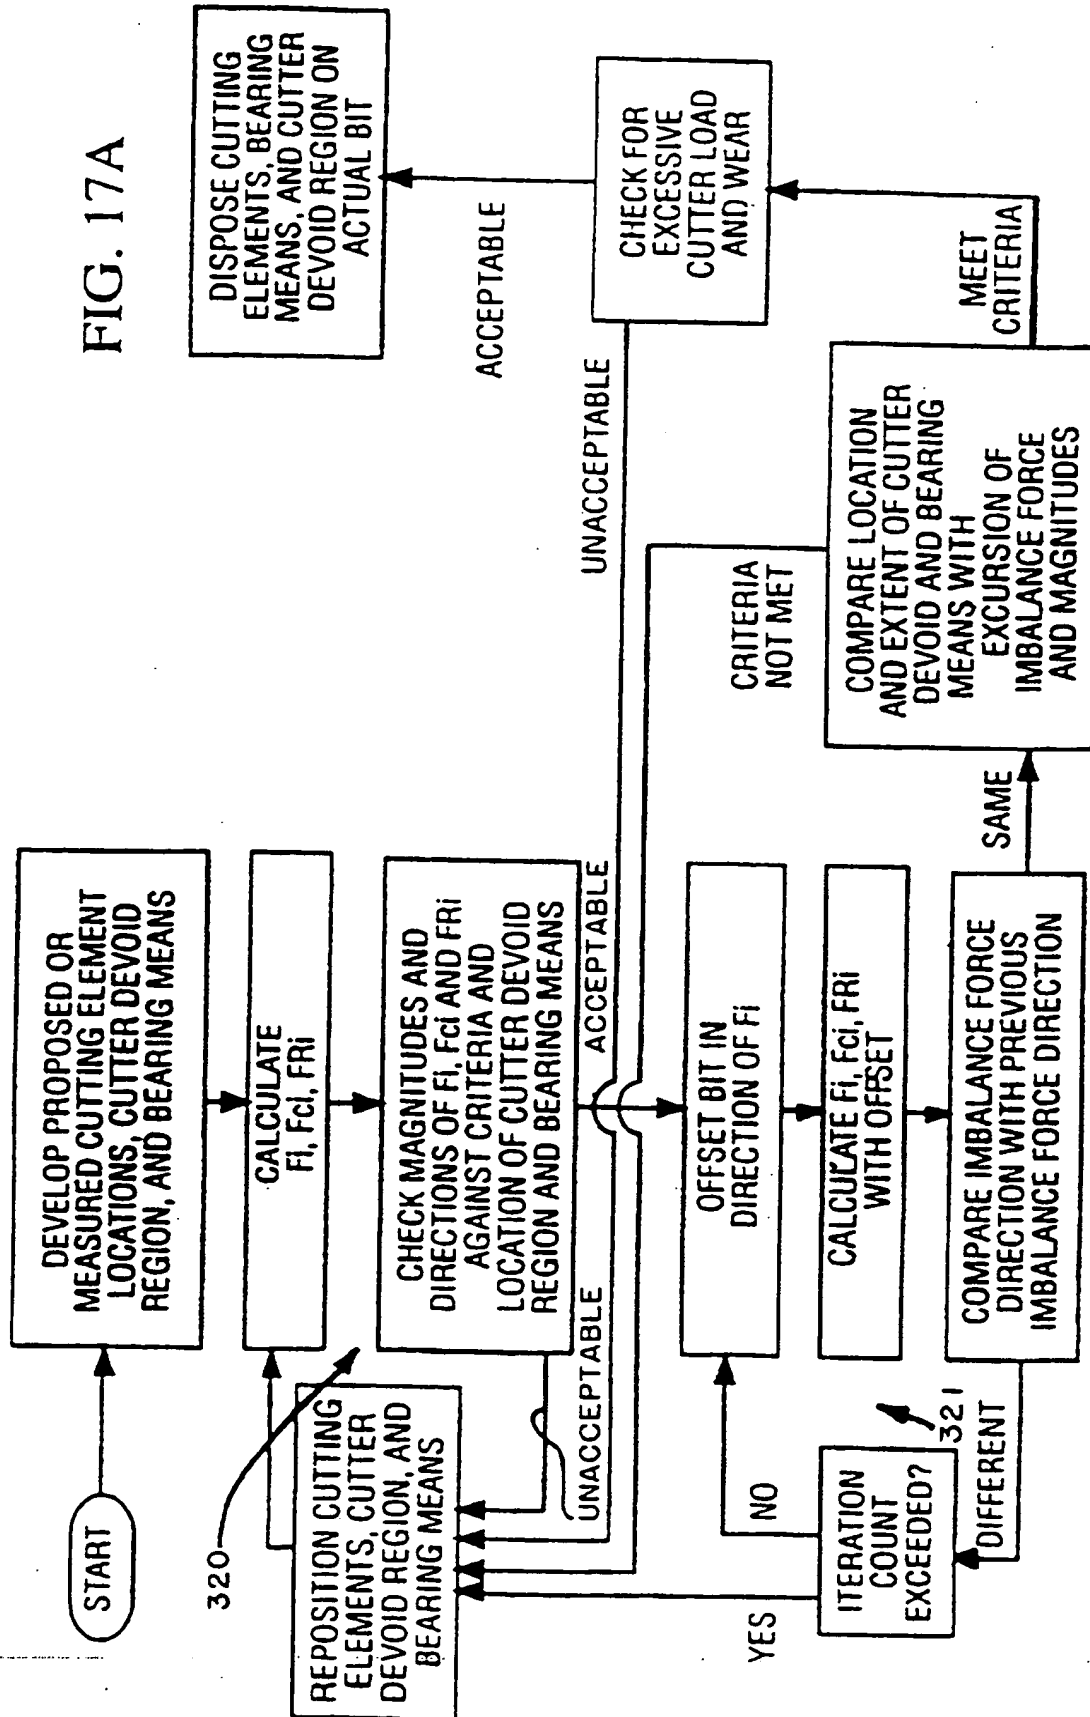 FIG. 17A
START
DEVELOP PROPOSED OR
MEASURED CUTTING ELEMENT
LOCATIONS, CUTTER DEVOID
REGION, AND BEARING MEANS
CALCULATE
Fi, Fci, FRi
320
CHECK MAGNITUDES AND
DIRECTIONS OF Fi, Fci AND FRi
AGAINST CRITERIA AND
LOCATION OF CUTTER DEVOID
REGION AND BEARING MEANS
REPOSITION CUTTING
ELEMENTS, CUTTER
DEVOID REGION, AND
BEARING MEANS
UNACCEPTABLE
ACCEPTABLE
OFFSET BIT IN
DIRECTION OF Fi
CALCULATE Fi, Fci, FRi
WITH OFFSET
COMPARE IMBALANCE FORCE
DIRECTION WITH PREVIOUS
IMBALANCE FORCE DIRECTION
321
DIFFERENT
ITERATION
COUNT
EXCEEDED?
NO
YES
SAME
COMPARE LOCATION
AND EXTENT OF CUTTER
DEVOID AND BEARING
MEANS WITH
EXCURSION OF
IMBALANCE FORCE
AND MAGNITUDES
CRITERIA
NOT MET
MEET
CRITERIA
CHECK FOR
EXCESSIVE
CUTTER LOAD
AND WEAR
UNACCEPTABLE
ACCEPTABLE
DISPOSE CUTTING
ELEMENTS, BEARING
MEANS, AND CUTTER
DEVOID REGION ON
ACTUAL BIT